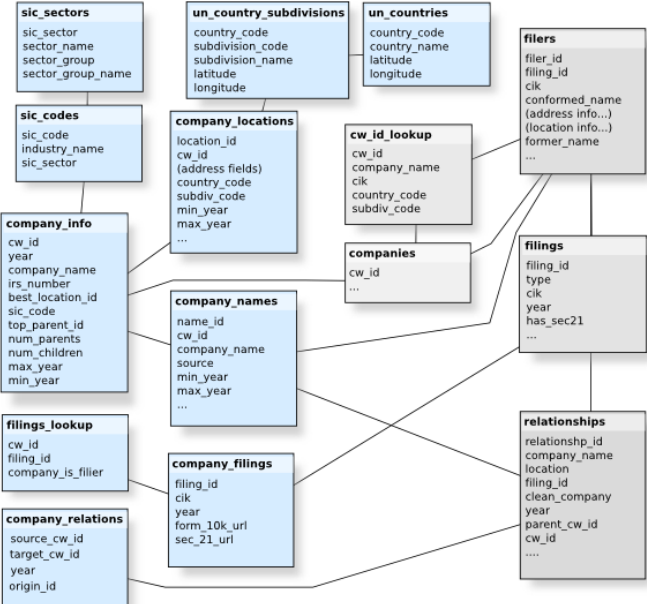 sic_sectors
sic_sector
sector_name
sector_group
sector_group_name
un_country_subdivisions
country_code
subdivision_code
subdivision_name
latitude
longitude
un_countries
country_code
country_name
latitude
longitude
filers
filer_id
filing_id
cik
conformed_name
(address info...)
(location info...)
former_name
...
sic_codes
sic_code
industry_name
sic_sector
company_locations
location_id
cw_id
(address fields)
country_code
subdiv_code
min_year
max_year
...
cw_id_lookup
cw_id
company_name
cik
country_code
subdiv_code
company_info
cw_id
year
company_name
irs_number
best_location_id
sic_code
top_parent_id
num_parents
num_children
max_year
min_year
companies
cw_id
...
filings
filing_id
type
cik
year
has_sec21
...
company_names
name_id
cw_id
company_name
source
min_year
max_year
...
filings_lookup
cw_id
filing_id
company_is_filier
company_filings
filing_id
cik
year
form_10k_url
sec_21_url
relationships
relationshp_id
company_name
location
filing_id
clean_company
year
parent_cw_id
cw_id
....
company_relations
source_cw_id
target_cw_id
year
origin_id